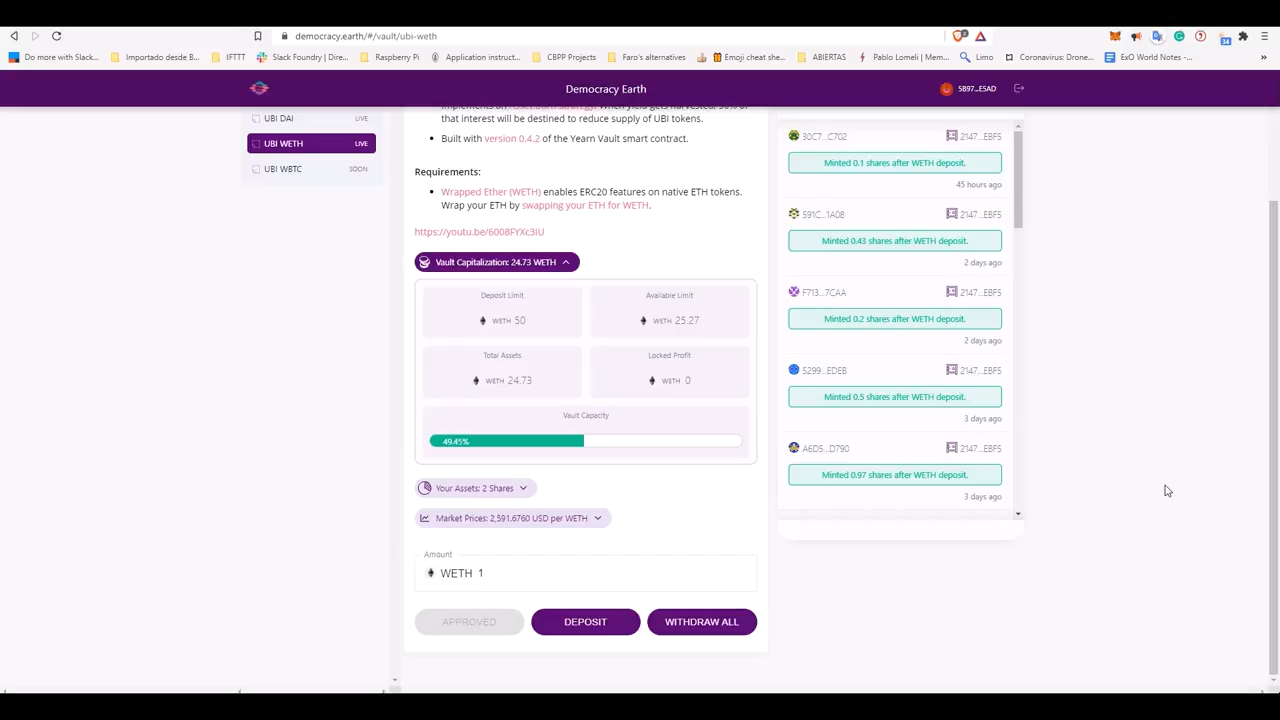 democracy.earth/#/vault/ubi-weth
Do more with Slack...
Importado desde B...
IFTTT
Slack Foundry | Dire...
Raspberry Pi
Application instruct...
CBPP Projects
Faro's alternatives
Emoji cheat she...
ABIERTAS
Pablo Lomeli | Mem...
Limo
Coronavirus: Drone...
ExO World Notes -...
Democracy Earth
5B97...E5AD
UBI DAI LIVE
UBI WETH LIVE
UBI WBTC SOON
that interest will be destined to reduce supply of UBI tokens.
Built with version 0.4.2 of the Yearn Vault smart contract.
Requirements:
Wrapped Ether (WETH) enables ERC20 features on native ETH tokens.
Wrap your ETH by swapping your ETH for WETH.
https://youtu.be/6008FYXc3iU
Vault Capitalization: 24.73 WETH
Deposit Limit
WETH 50
Available Limit
WETH 25.27
Total Assets
WETH 24.73
Locked Profit
WETH 0
Vault Capacity
49.45%
Your Assets: 2 Shares
Market Prices: 2,591.6760 USD per WETH
Amount
WETH 1
APPROVED
DEPOSIT
WITHDRAW ALL
30C7...C702 2147...EBF5
Minted 0.1 shares after WETH deposit.
45 hours ago
591C...1A08 2147...EBF5
Minted 0.43 shares after WETH deposit.
2 days ago
F713...7CAA 2147...EBF5
Minted 0.2 shares after WETH deposit.
2 days ago
5299...EDEB 2147...EBF5
Minted 0.5 shares after WETH deposit.
3 days ago
A6D5...D790 2147...EBF5
Minted 0.97 shares after WETH deposit.
3 days ago